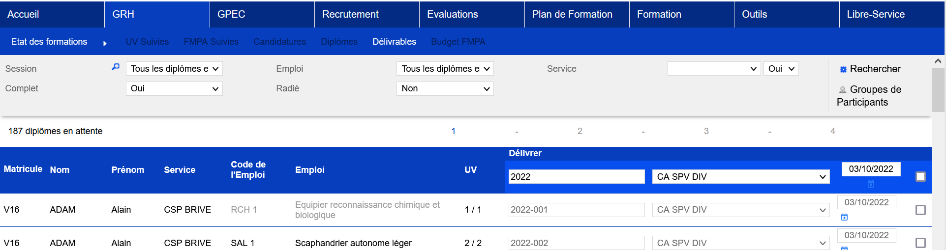 Accueil GRH GPEC Recrutement Evaluations Plan de Formation Formation Outils Libre-Service
Etat des formations UV Suivies FMPA Suivies Candidatures Diplômes Délivrables Budget FMPA
Session Tous les diplômes e Emploi Tous les diplômes e Service Oui Rechercher
Complet Oui Radié Non Groupes de Participants
187 diplômes en attente 1 - 2 - 3 - 4
Délivrer
Matricule Nom Prénom Service Code de l'Emploi Emploi UV 2022 CA SPV DIV 03/10/2022
V16 ADAM Alain CSP BRIVE RCH 1 Equipier reconnaissance chimique et biologique 1 / 1 2022-001 CA SPV DIV 03/10/2022
V16 ADAM Alain CSP BRIVE SAL 1 Scaphandrier autonome léger 2 / 2 2022-002 CA SPV DIV 03/10/2022